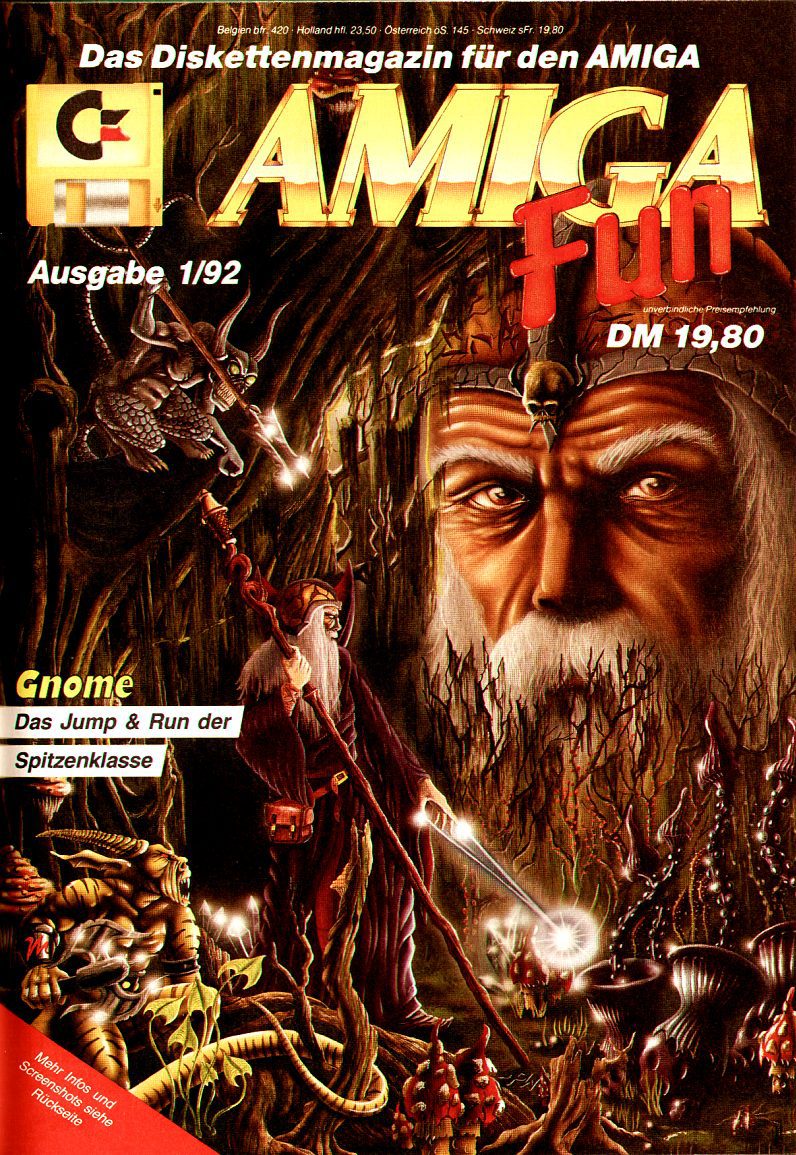 Belgien bfr. 420 · Holland hfl. 23,50 · Österreich öS. 145 · Schweiz sFr. 19,80
Das Diskettenmagazin für den AMIGA
AMIGA
Fun
Ausgabe 1/92
unverbindliche Preisempfehlung
DM 19,80
Gnome
Das Jump & Run der
Spitzenklasse
Mehr Infos und
Screenshots siehe
Rückseite